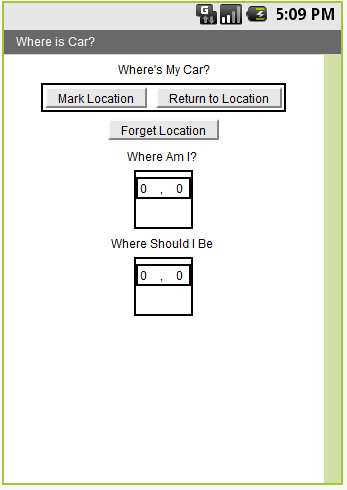 G 5:09 PM
Where is Car?
Where's My Car?
Mark Location Return to Location
Forget Location
Where Am I?
0 , 0
Where Should I Be
0 , 0